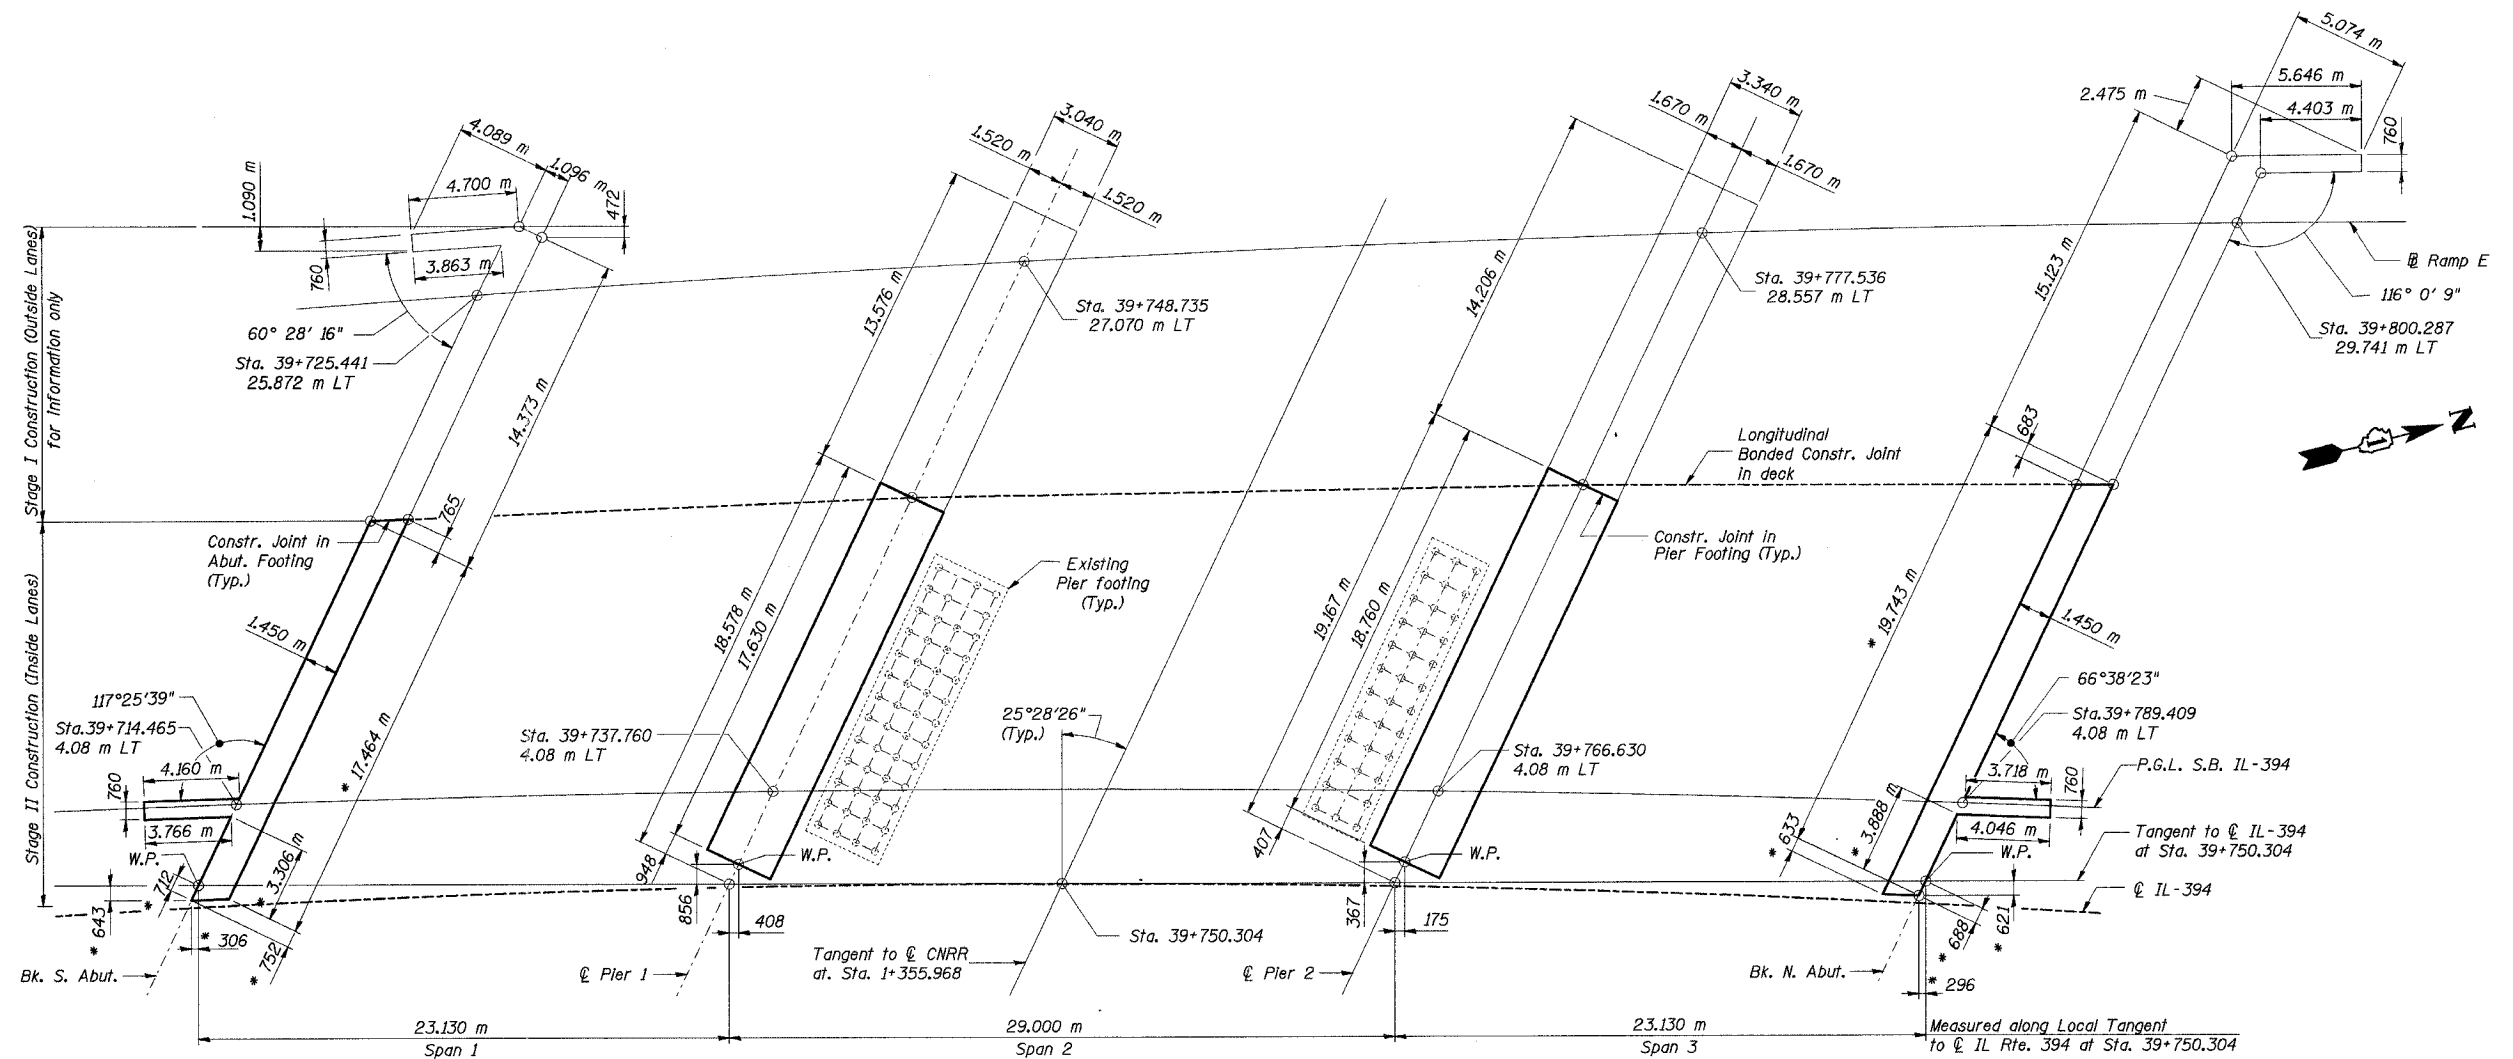 5.074 m
5.646 m
2.475 m
4.403 m
760
3.340 m
1.670 m
1.670 m
3.040 m
1.520 m
1.520 m
4.089 m
1.096 m
4.700 m
472
1.090 m
760
3.863 m
60° 28' 16"
Sta. 39+725.441
25.872 m LT
14.373 m
13.576 m
Sta. 39+748.735
27.070 m LT
14.206 m
Sta. 39+777.536
28.557 m LT
15.123 m
℄ Ramp E
116° 0' 9"
Sta. 39+800.287
29.741 m LT
Stage I Construction (Outside Lanes)
for information only
N
683
Longitudinal
Bonded Constr. Joint
in deck
765
Constr. Joint in
Abut. Footing
(Typ.)
Existing
Pier footing
(Typ.)
Constr. Joint in
Pier Footing (Typ.)
Stage II Construction (Inside Lanes)
1.450 m
18.578 m
17.630 m
19.167 m
18.760 m
* 19.743 m
1.450 m
117°25'39"
Sta.39+714.465
4.08 m LT
4.160 m
760
3.766 m
* 17.464 m
Sta. 39+737.760
4.08 m LT
25°28'26"
(Typ.)
Sta. 39+766.630
4.08 m LT
66°38'23"
Sta.39+789.409
4.08 m LT
3.718 m
760
P.G.L. S.B. IL-394
4.046 m
* 3.888 m
* 633
Tangent to ℄ IL-394
at Sta. 39+750.304
W.P.
℄ IL-394
W.P.
* 712
* 3.306 m
* 643
* 306
* 752
948
856
408
W.P.
407
367
175
W.P.
Sta. 39+750.304
* 621
* 688
* 296
Bk. S. Abut.
℄ Pier 1
Tangent to ℄ CNRR
at. Sta. 1+355.968
℄ Pier 2
Bk. N. Abut.
23.130 m
Span 1
29.000 m
Span 2
23.130 m
Span 3
Measured along Local Tangent
to ℄ IL Rte. 394 at Sta. 39+750.304